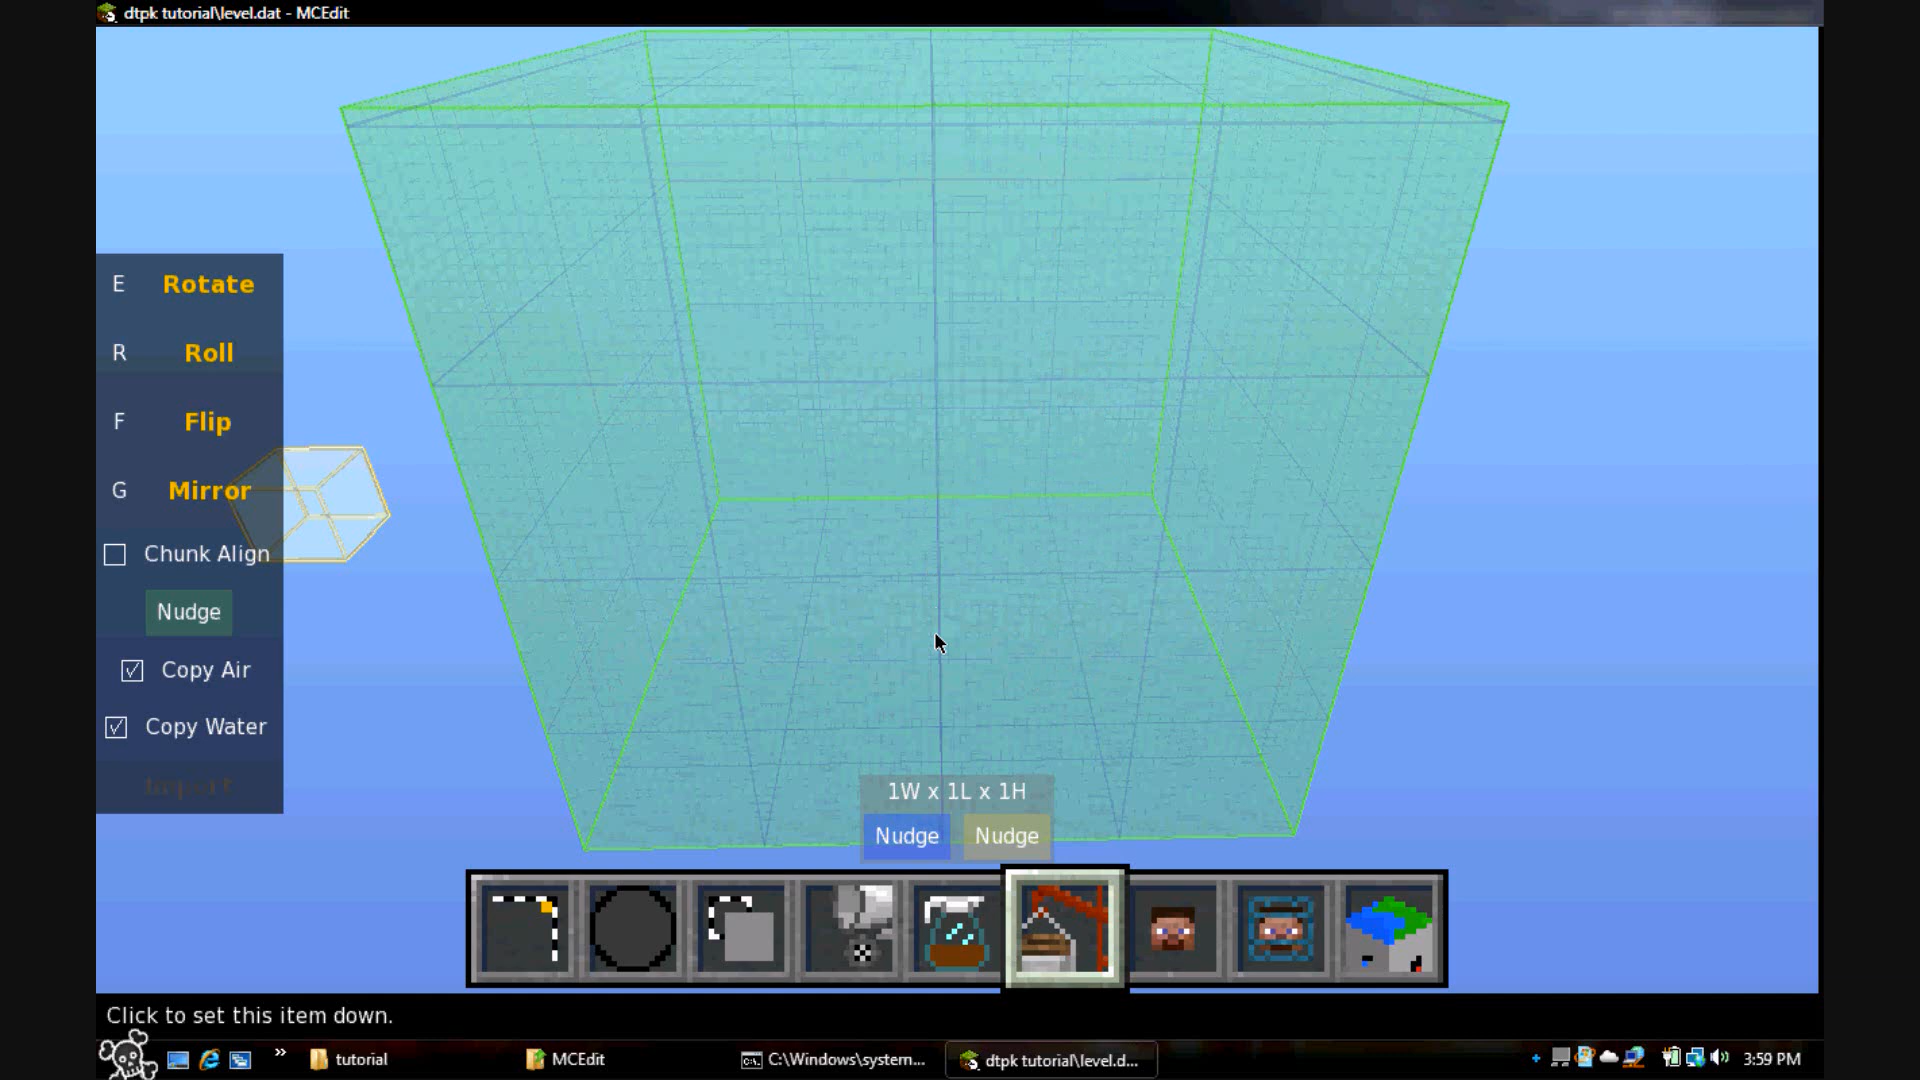 dtpk tutorial\level.dat - MCEdit
E Rotate
R Roll
F Flip
G Mirror
Chunk Align
Nudge
Copy Air
Copy Water
Import
1W x 1L x 1H
Nudge Nudge
Click to set this item down.
» tutorial MCEdit C:\Windows\system... dtpk tutorial\level.d... 3:59 PM